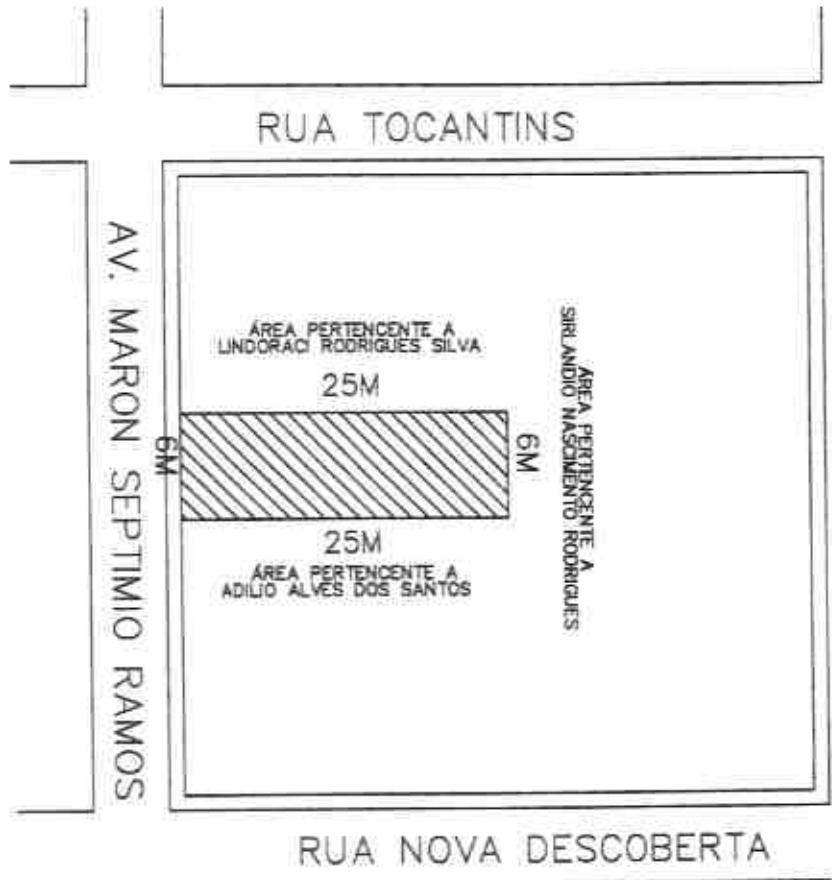 RUA TOCANTINS
AV. MARON SEPTIMIO RAMOS
ÁREA PERTENCENTE A
LINDORACI RODRIGUES SILVA
25M
6M
6M
25M
ÁREA PERTENCENTE A
ADILIO ALVES DOS SANTOS
ÁREA PERTENCENTE A
SIRLANDIO NASCIMENTO RODRIGUES
RUA NOVA DESCOBERTA